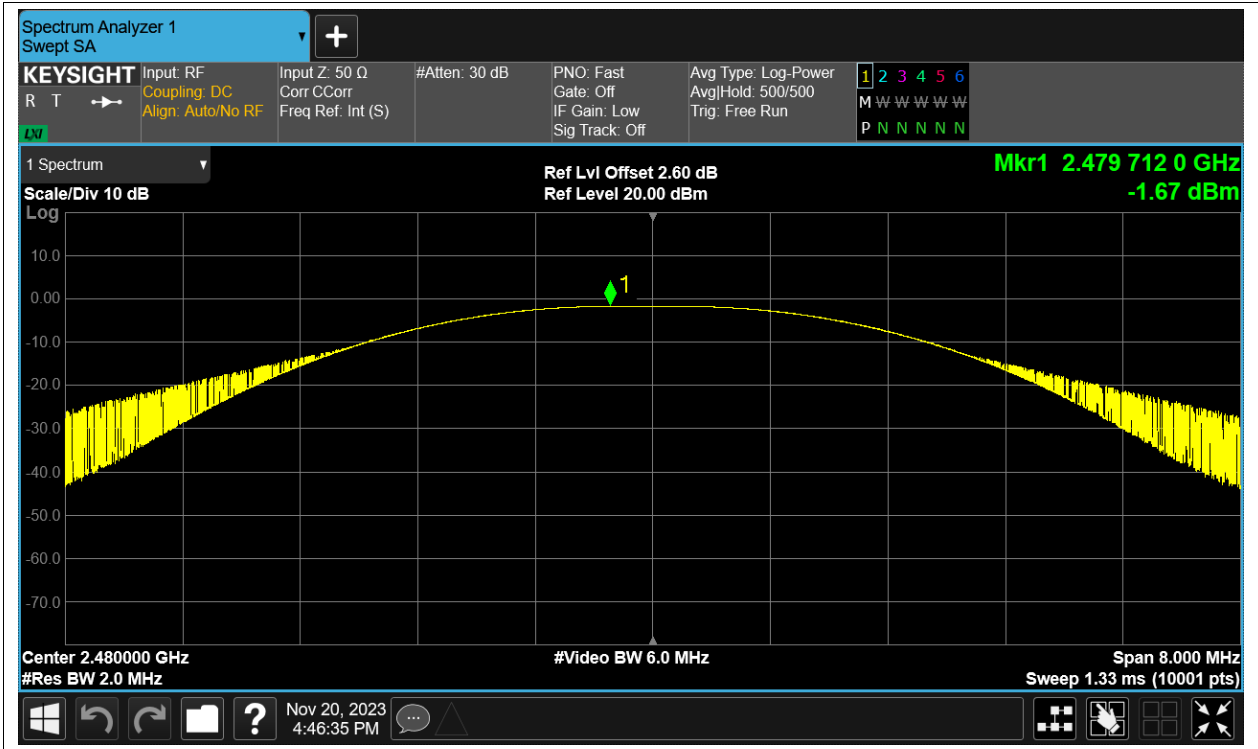 Spectrum Analyzer 1
Swept SA
+
KEYSIGHT
R T
LXI
Input: RF
Coupling: DC
Align: Auto/No RF
Input Z: 50 Ω
Corr CCorr
Freq Ref: Int (S)
#Atten: 30 dB
PNO: Fast
Gate: Off
IF Gain: Low
Sig Track: Off
Avg Type: Log-Power
Avg|Hold: 500/500
Trig: Free Run
1 2 3 4 5 6
M W W W W W
P N N N N N
1 Spectrum
Scale/Div 10 dB
Log
Ref Lvl Offset 2.60 dB
Ref Level 20.00 dBm
Mkr1 2.479 712 0 GHz
-1.67 dBm
10.0
0.00
-10.0
-20.0
-30.0
-40.0
-50.0
-60.0
-70.0
1
Center 2.480000 GHz
#Res BW 2.0 MHz
#Video BW 6.0 MHz
Span 8.000 MHz
Sweep 1.33 ms (10001 pts)
?
Nov 20, 2023
4:46:35 PM